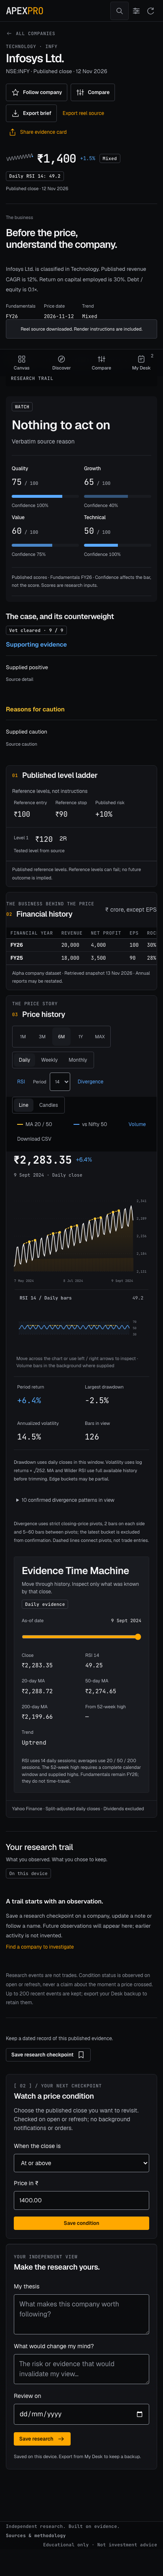 APEXPRO
← ALL COMPANIES
TECHNOLOGY · INFY
Infosys Ltd.
NSE:INFY · Published close · 12 Nov 2026
Follow company
Compare
Export brief
Export reel source
Share evidence card
₹1,400 +1.5% Mixed
Daily RSI 14: 49.2
Published close · 12 Nov 2026
The business
Before the price,
understand the company.
Infosys Ltd. is classified in Technology. Published revenue
CAGR is 12%. Return on capital employed is 30%. Debt /
equity is 0.1×.
Fundamentals Price date Trend
FY26 2026-11-12 Mixed
Reel source downloaded. Render instructions are included.
Canvas Discover Compare My Desk 2
RESEARCH TRAIL
WATCH
Nothing to act on
Verbatim source reason
Quality Growth
75 / 100 65 / 100
Confidence 100% Confidence 40%
Value Technical
60 / 100 50 / 100
Confidence 75% Confidence 100%
Published scores · Fundamentals FY26 · Confidence affects the bar,
not the score. Scores are research inputs.
The case, and its counterweight
Vet cleared · 9 / 9
Supporting evidence
Supplied positive
Source detail
Reasons for caution
Supplied caution
Source caution
01 Published level ladder
Reference levels, not instructions
Reference entry Reference stop Published risk
₹100 ₹90 +10%
Level 1 ₹120 2R
Tested level from source
Published reference levels. Reference levels can fail; no future
outcome is implied.
THE BUSINESS BEHIND THE PRICE
02 Financial history
₹ crore, except EPS
FINANCIAL YEAR REVENUE NET PROFIT EPS ROC
FY26 20,000 4,000 100 30%
FY25 18,000 3,500 90 28%
Alpha company dataset · Retrieved snapshot 13 Nov 2026 · Annual
reports may be restated.
THE PRICE STORY
03 Price history
1M 3M 6M 1Y MAX
Daily Weekly Monthly
RSI Period 14 Divergence
Line Candles
MA 20 / 50 vs Nifty 50 Volume
Download CSV
₹2,283.35 +6.4%
9 Sept 2024 · Daily close
RSI 14 / Daily bars 49.2
Move across the chart or use left / right arrows to inspect.
Volume bars in the background where supplied
Period return Largest drawdown
+6.4% -2.5%
Annualized volatility Bars in view
14.5% 126
Drawdown uses daily closes in this window. Volatility uses log
returns × √252. MA and Wilder RSI use full available history
before trimming. Edge buckets may be partial.
▸ 10 confirmed divergence patterns in view
Divergence uses strict closing-price pivots, 2 bars on each side
and 5–60 bars between pivots; the latest bucket is excluded
from confirmation. Dashed lines connect pivots, not trade entries.
Evidence Time Machine
Move through history. Inspect only what was known
by that close.
Daily evidence
As-of date 9 Sept 2024
Close RSI 14
₹2,283.35 49.25
20-day MA 50-day MA
₹2,288.72 ₹2,274.65
200-day MA From 52-week high
₹2,199.66 —
Trend
Uptrend
RSI uses 14 daily sessions; averages use 20 / 50 / 200
sessions. The 52-week high requires a complete calendar
window and supplied highs. Fundamentals remain FY26;
they do not time-travel.
Yahoo Finance · Split-adjusted daily closes · Dividends excluded
Your research trail
What you observed. What you chose to keep.
On this device
A trail starts with an observation.
Save a research checkpoint on a company, update a note or
follow a name. Future observations will appear here; earlier
activity is not invented.
Find a company to investigate
Research events are not trades. Condition status is observed on
open or refresh, never a claim about the moment a price crossed.
Up to 200 recent events are kept; export your Desk backup to
retain them.
Keep a dated record of this published evidence.
Save research checkpoint
[ 02 ] / YOUR NEXT CHECKPOINT
Watch a price condition
Choose the published close you want to revisit.
Checked on open or refresh; no background
notifications or orders.
When the close is
At or above
Price in ₹
1400.00
Save condition
YOUR INDEPENDENT VIEW
Make the research yours.
My thesis
What makes this company worth
following?
What would change my mind?
The risk or evidence that would
invalidate my view...
Review on
dd/mm/yyyy
Save research →
Saved on this device. Export from My Desk to keep a backup.
Independent research. Built on evidence.
Sources & methodology
Educational only · Not investment advice